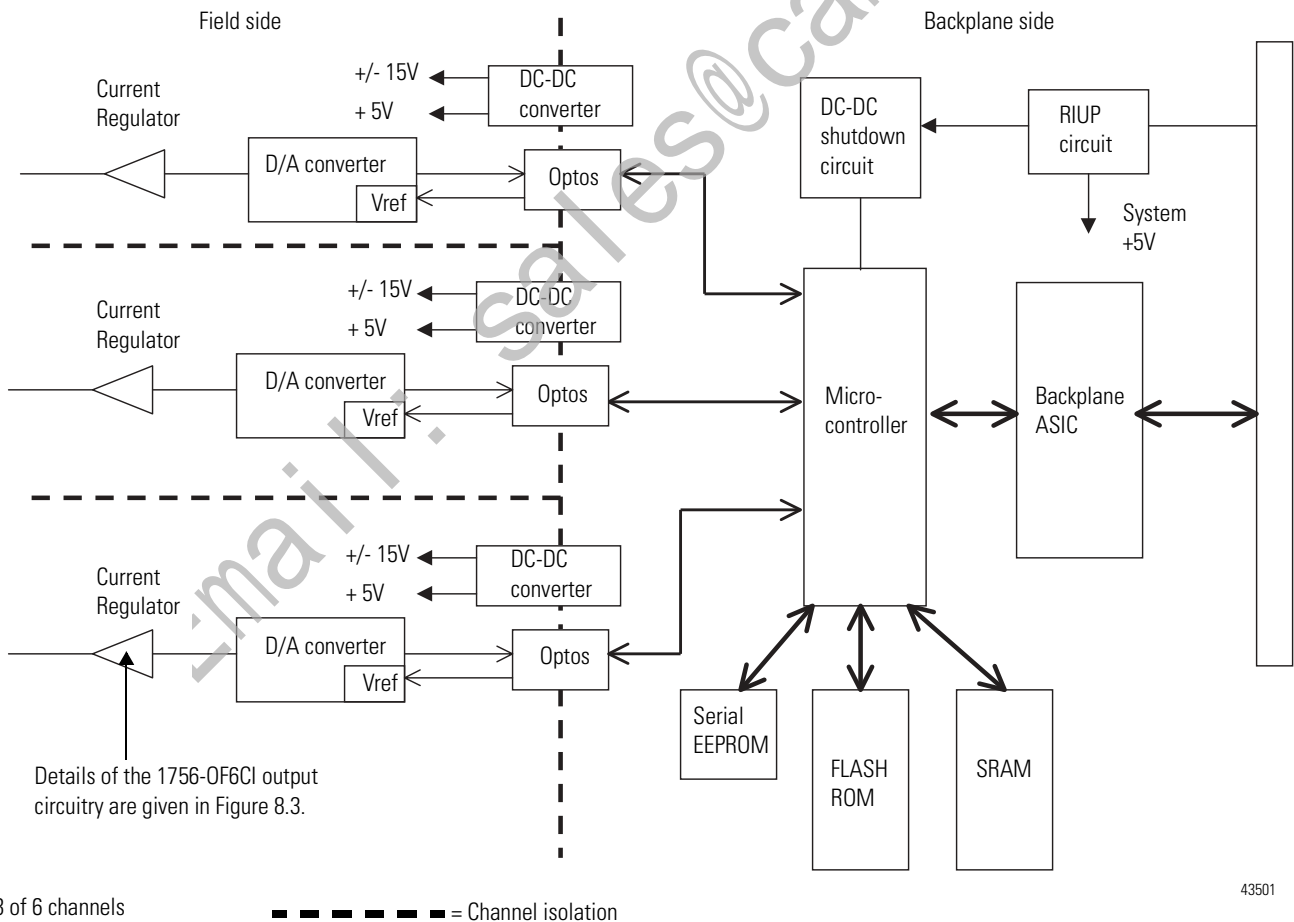 Field side
Backplane side
+/- 15V
+ 5V
DC-DC
converter
Current
Regulator
D/A converter
Vref
Optos
DC-DC
shutdown
circuit
RIUP
circuit
System
+5V
+/- 15V
+ 5V
DC-DC
converter
Current
Regulator
D/A converter
Vref
Optos
Micro-
controller
Backplane
ASIC
+/- 15V
+ 5V
DC-DC
converter
Current
Regulator
D/A converter
Vref
Optos
Serial
EEPROM
FLASH
ROM
SRAM
Details of the 1756-OF6CI output
circuitry are given in Figure 8.3.
43501
3 of 6 channels
= Channel isolation